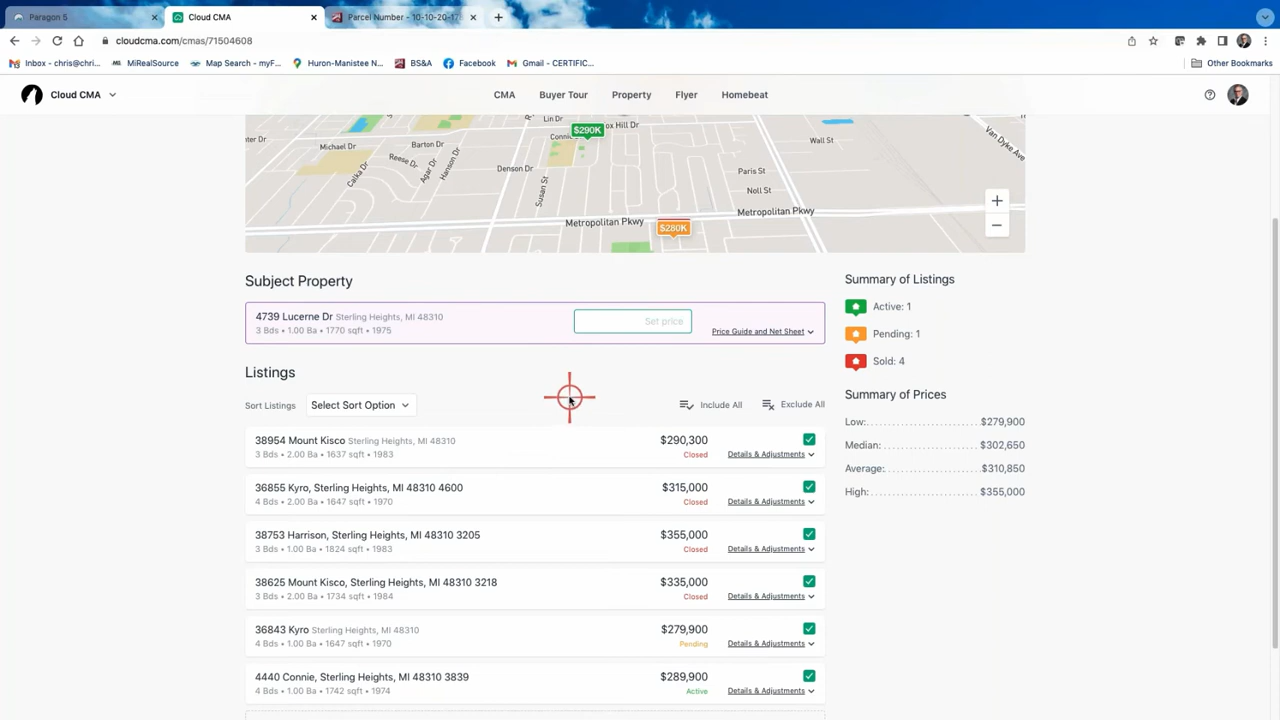 Paragon 5
Cloud CMA
Parcel Number - 10-10-20-17
cloudcma.com/cmas/71504608
Inbox - chris@chri...
MiRealSource
Map Search - myF...
Huron-Manistee N...
BS&A
Facebook
Gmail - CERTIFIC...
Other Bookmarks
Cloud CMA
CMA
Buyer Tour
Property
Flyer
Homebeat
Lin Dr
ox Hill Dr
$290K
Michael Dr
Barton Dr
Reese Dr
Agar Dr
Hanson Dr
Calka Dr
Denson Dr
Susan St
Wall St
Van Dyke Ave
Paris St
Noll St
Metropolitan Pkwy
Metropolitan Pkwy
$280K
Subject Property
4739 Lucerne Dr Sterling Heights, MI 48310
3 Bds • 1.00 Ba • 1770 sqft • 1975
Set price
Price Guide and Net Sheet
Listings
Sort Listings
Select Sort Option
Include All
Exclude All
38954 Mount Kisco Sterling Heights, MI 48310
3 Bds • 2.00 Ba • 1637 sqft • 1983
$290,300
Closed
Details & Adjustments
36855 Kyro, Sterling Heights, MI 48310 4600
4 Bds • 2.00 Ba • 1647 sqft • 1970
$315,000
Closed
Details & Adjustments
38753 Harrison, Sterling Heights, MI 48310 3205
3 Bds • 1.00 Ba • 1824 sqft • 1983
$355,000
Closed
Details & Adjustments
38625 Mount Kisco, Sterling Heights, MI 48310 3218
3 Bds • 2.00 Ba • 1734 sqft • 1984
$335,000
Closed
Details & Adjustments
36843 Kyro Sterling Heights, MI 48310
4 Bds • 1.00 Ba • 1647 sqft • 1970
$279,900
Pending
Details & Adjustments
4440 Connie, Sterling Heights, MI 48310 3839
4 Bds • 1.00 Ba • 1742 sqft • 1974
$289,900
Active
Details & Adjustments
Summary of Listings
Active: 1
Pending: 1
Sold: 4
Summary of Prices
Low: $279,900
Median: $302,650
Average: $310,850
High: $355,000